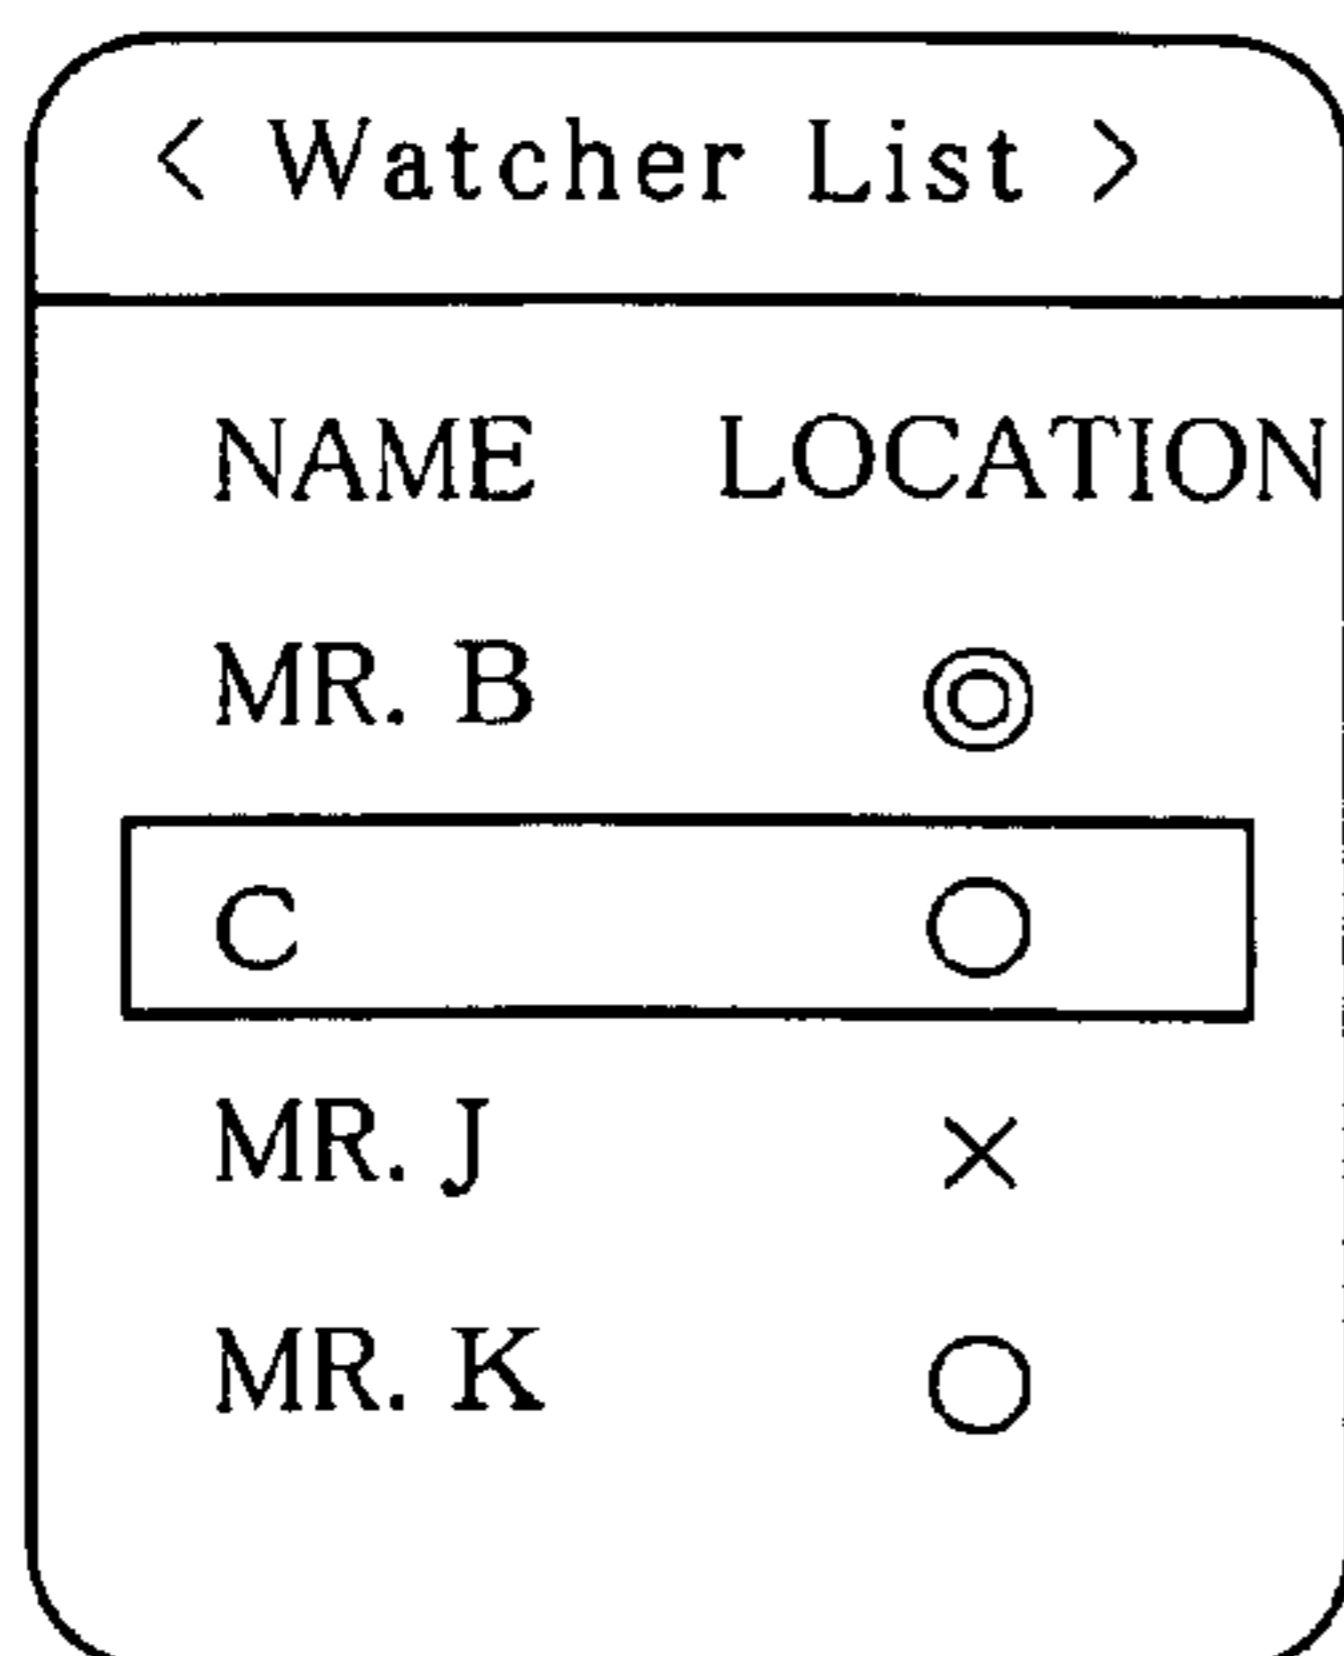 < Watcher List >
NAME LOCATION
MR. B ◎
C ○
MR. J ×
MR. K ○